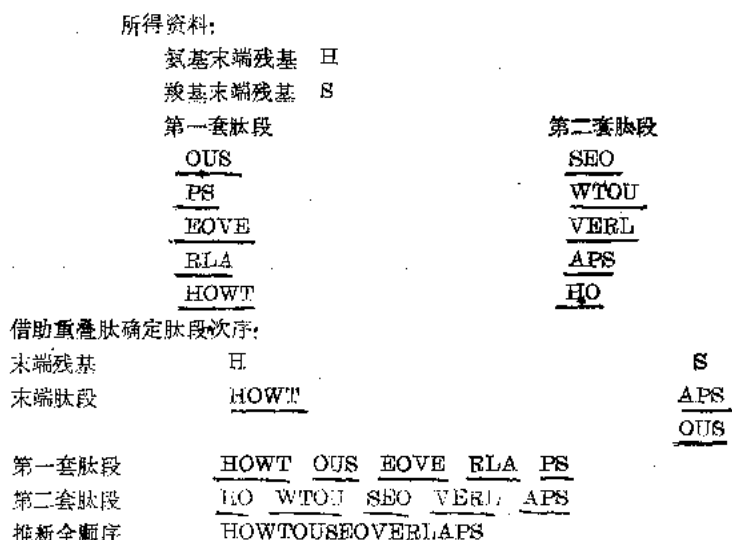 所得资料:
氨基末端残基 H
羧基末端残基 S
第一套肽段 第二套肽段
OUS SEO
PS WTOU
EOVE VERL
RLA APS
HOWT HO
借助重叠肽确定肽段次序:
末端残基 H S
末端肽段 HOWT APS
OUS
第一套肽段 HOWT OUS EOVE RLA PS
第二套肽段 HO WTOU SEO VERL APS
推断全顺序 HOWTOUSEOVERLAPS